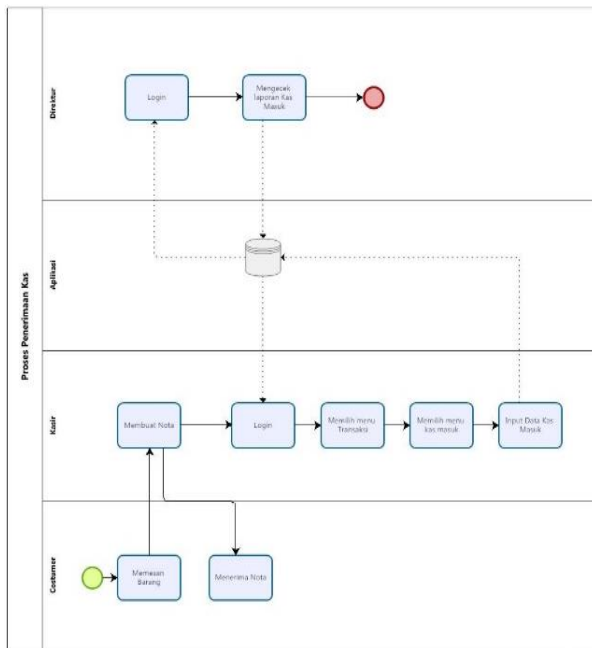 Proses Penerimaan Kas
Direktur
Login
Mengecek
laporan Kas
Masuk
Aplikasi
Kasir
Membuat Nota
Login
Memilih menu
Transaksi
Memilih menu
kas masuk
Input Data Kas
Masuk
Costumer
Memesan
Barang
Menerima Nota